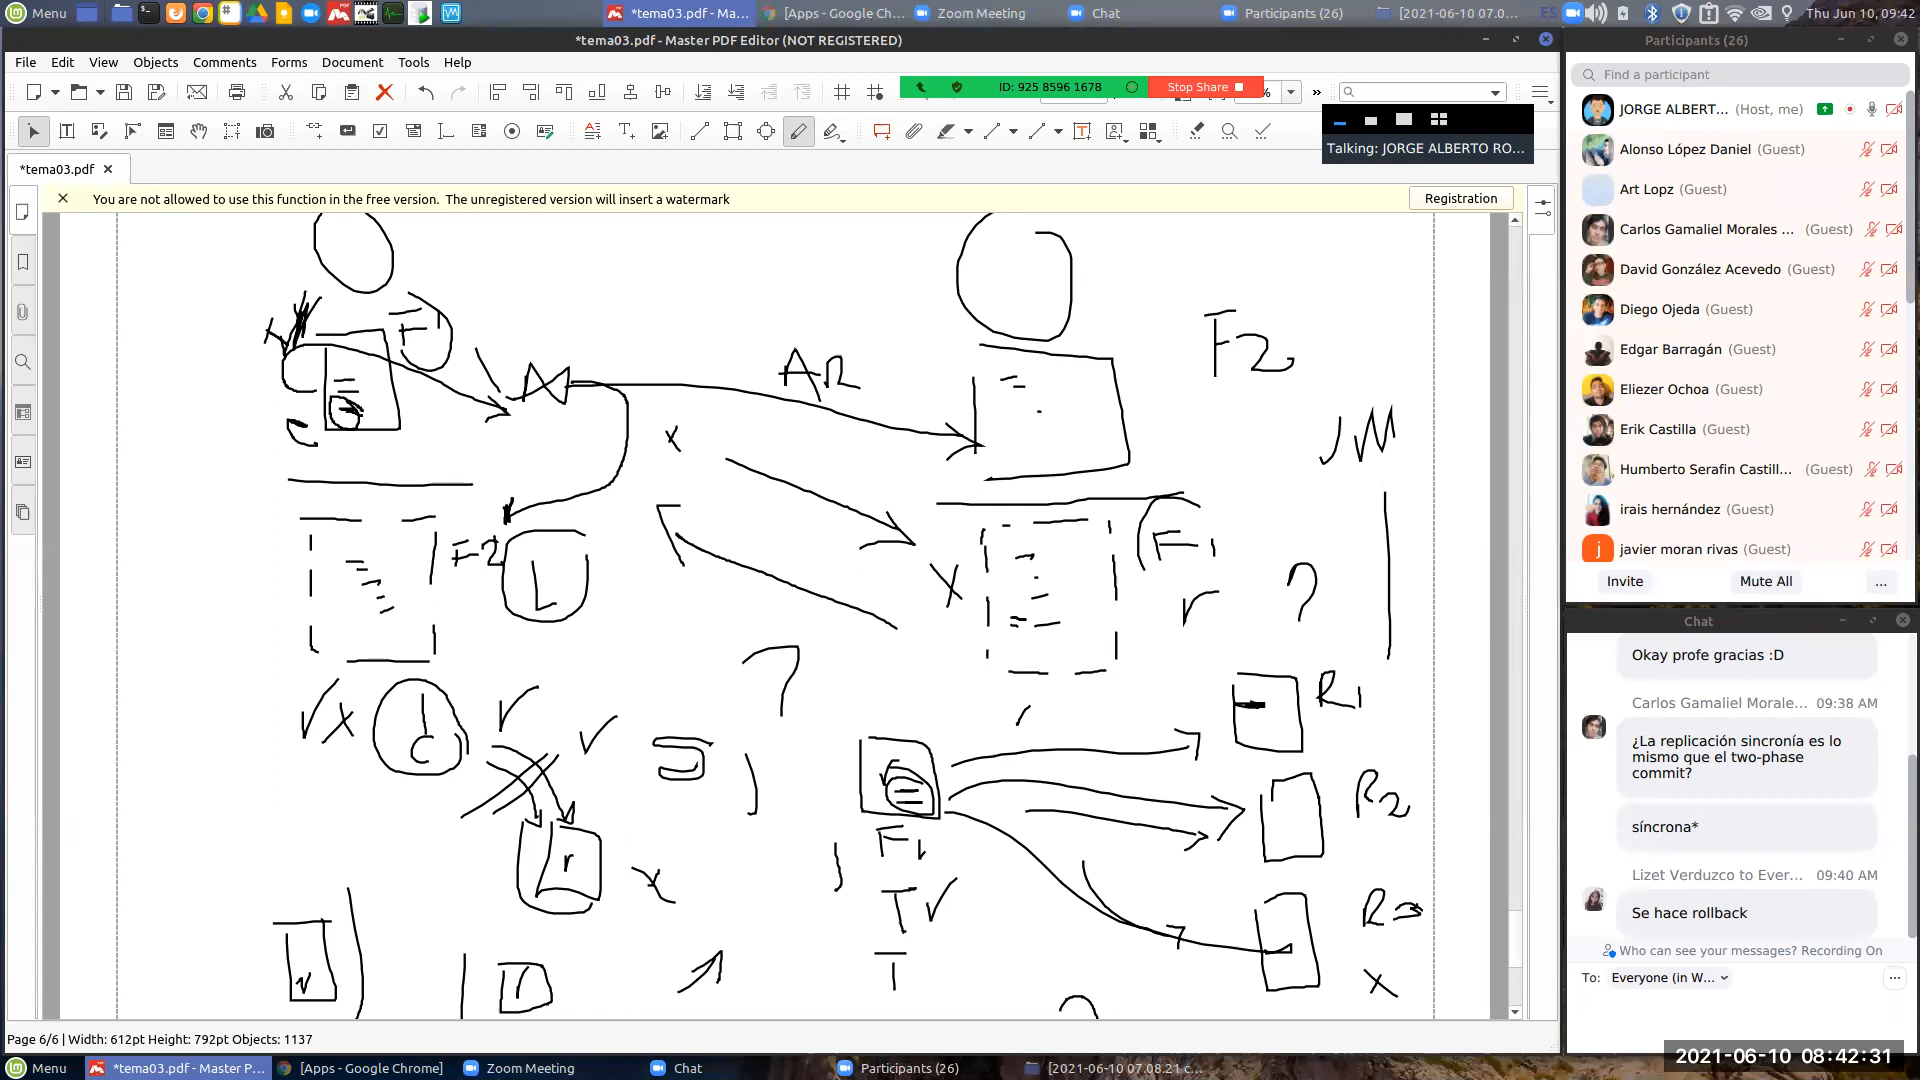 Menu
*tema03.pdf - Ma...
[Apps - Google Ch...
Zoom Meeting
Chat
Participants (26)
[2021-06-10 07.0...
ES
Thu Jun 10, 09:42
*tema03.pdf - Master PDF Editor (NOT REGISTERED)
File Edit View Objects Comments Forms Document Tools Help
ID: 925 8596 1678
Stop Share
%
Talking: JORGE ALBERTO RO...
*tema03.pdf
You are not allowed to use this function in the free version. The unregistered version will insert a watermark
Registration
F1
AR
F2
x
F2
L
X
F1
r
?
R1
R2
F1
T
R3
T
x
Page 6/6 | Width: 612pt Height: 792pt Objects: 1137
Participants (26)
Find a participant
JORGE ALBERT... (Host, me)
Alonso López Daniel (Guest)
Art Lopz (Guest)
Carlos Gamaliel Morales ... (Guest)
David González Acevedo (Guest)
Diego Ojeda (Guest)
Edgar Barragán (Guest)
Eliezer Ochoa (Guest)
Erik Castilla (Guest)
Humberto Serafin Castill... (Guest)
irais hernández (Guest)
j javier moran rivas (Guest)
Invite Mute All ...
Chat
Okay profe gracias :D
Carlos Gamaliel Morale... 09:38 AM
¿La replicación sincronía es lo
mismo que el two-phase
commit?
síncrona*
Lizet Verduzco to Ever... 09:40 AM
Se hace rollback
Who can see your messages? Recording On
To: Everyone (in W...
2021-06-10 08:42:31
Menu
*tema03.pdf - Master P...
[Apps - Google Chrome]
Zoom Meeting
Chat
Participants (26)
[2021-06-10 07.08.21 c...